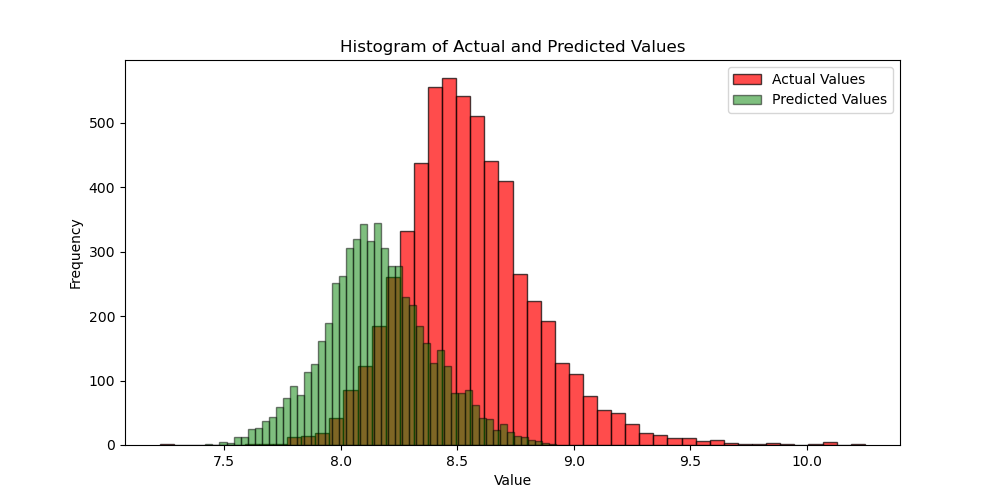 Histogram of Actual and Predicted Values
Actual Values
Predicted Values
500
400
300
200
100
0
Frequency
7.5 8.0 8.5 9.0 9.5 10.0
Value